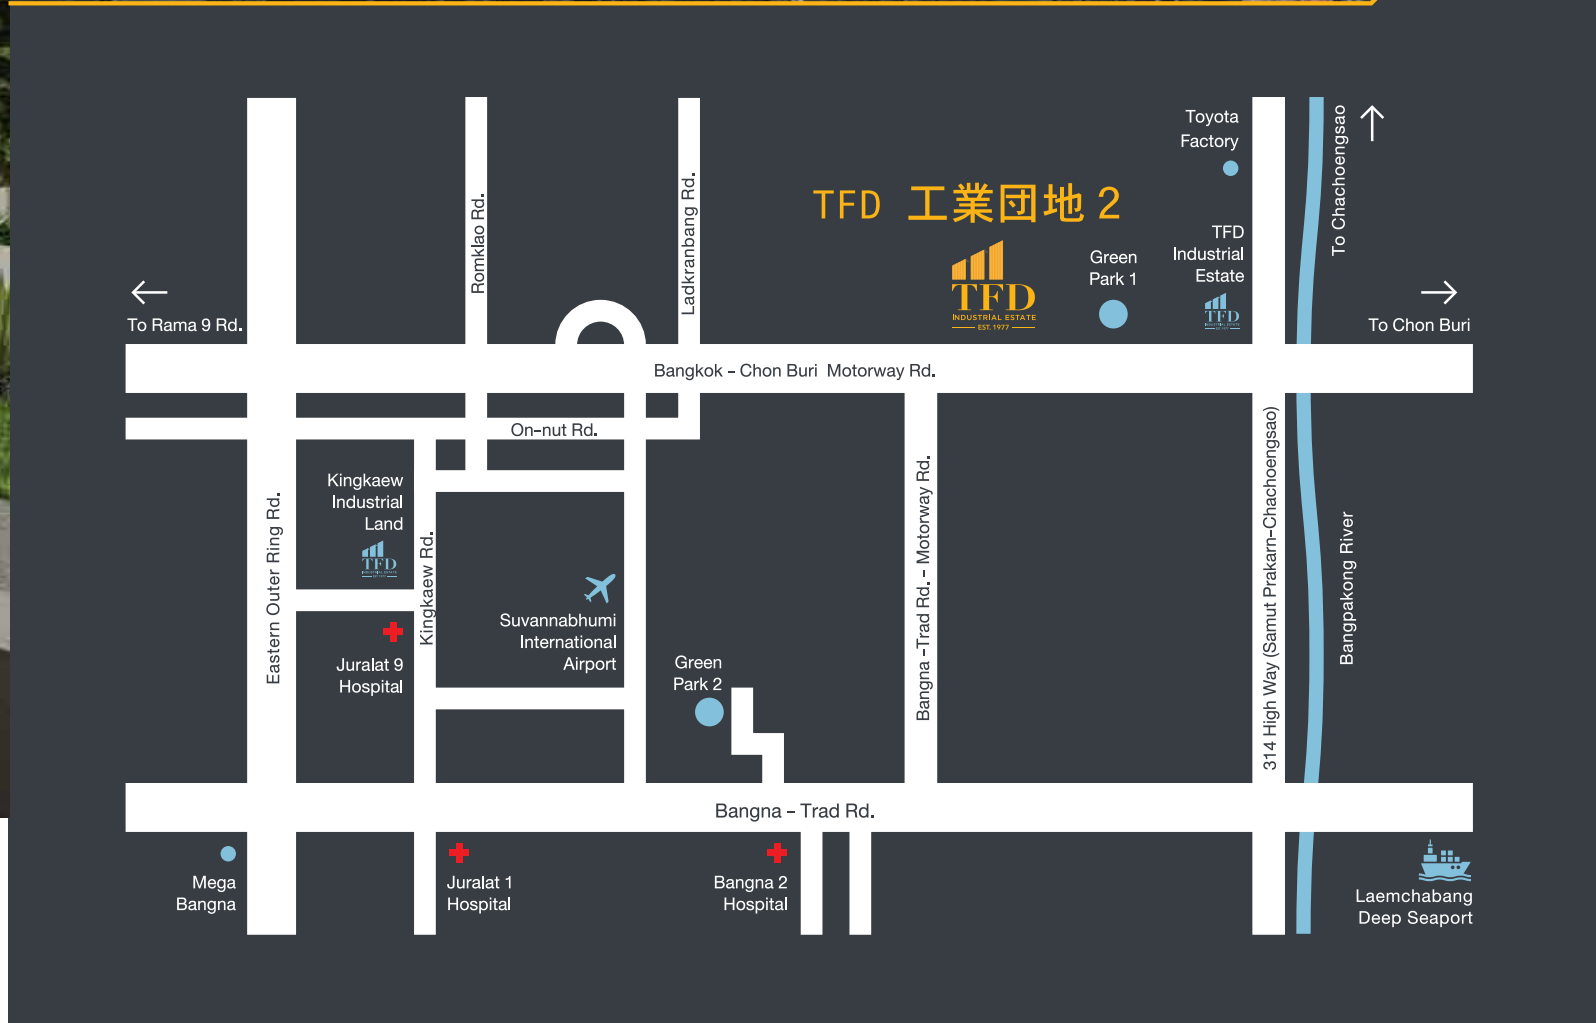 Toyota
Factory
To Chachoengsao
TFD 工業団地 2
TFD
INDUSTRIAL ESTATE
EST. 1977
Green
Park 1
TFD
Industrial
Estate
TFD
Romklao Rd.
Ladkranbang Rd.
To Rama 9 Rd.
To Chon Buri
Bangkok - Chon Buri Motorway Rd.
On-nut Rd.
Kingkaew
Industrial
Land
TFD
Eastern Outer Ring Rd.
Kingkaew Rd.
Suvannabhumi
International
Airport
Juralat 9
Hospital
Green
Park 2
Bangna -Trad Rd. - Motorway Rd.
314 High Way (Samut Prakarn-Chachoengsao)
Bangpakong River
Bangna - Trad Rd.
Mega
Bangna
Juralat 1
Hospital
Bangna 2
Hospital
Laemchabang
Deep Seaport